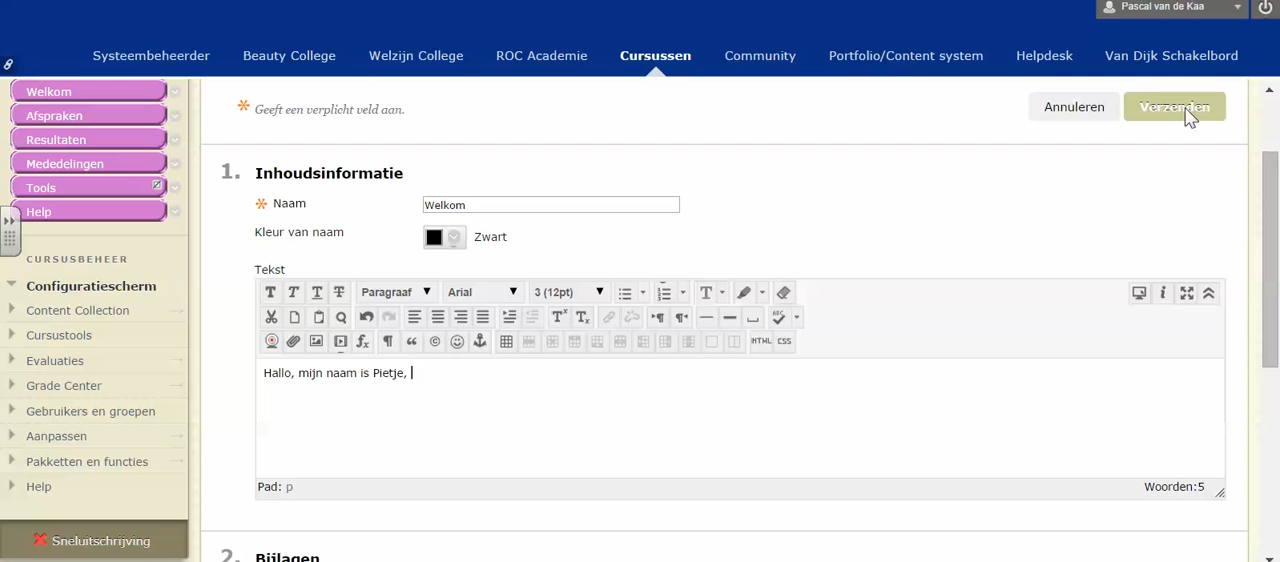 Pascal van de Kaa
Systeembeheerder Beauty College Welzijn College ROC Academie Cursussen Community Portfolio/Content system Helpdesk Van Dijk Schakelbord
Welkom
Afspraken
Resultaten
Mededelingen
Tools
Help
CURSUSBEHEER
Configuratiescherm
Content Collection
Cursustools
Evaluaties
Grade Center
Gebruikers en groepen
Aanpassen
Pakketten en functies
Help
Sneluitschrijving
* Geeft een verplicht veld aan.
Annuleren Verzenden
1. Inhoudsinformatie
* Naam Welkom
Kleur van naam Zwart
Tekst
T T T T Paragraaf Arial 3 (12pt) T
HTML CSS
Hallo, mijn naam is Pietje,
Pad: p Woorden:5
2. Bijlagen